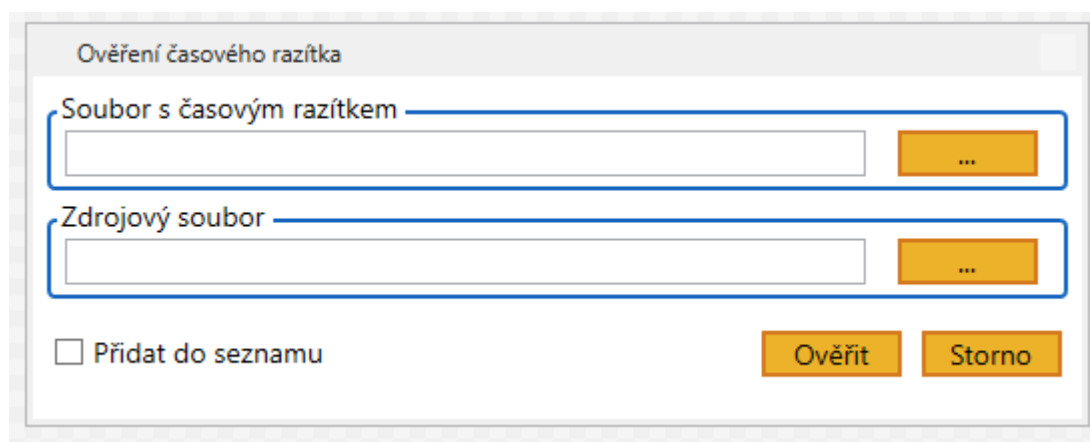 Ověření časového razítka
Soubor s časovým razítkem
...
Zdrojový soubor
...
Přidat do seznamu
Ověřit
Storno